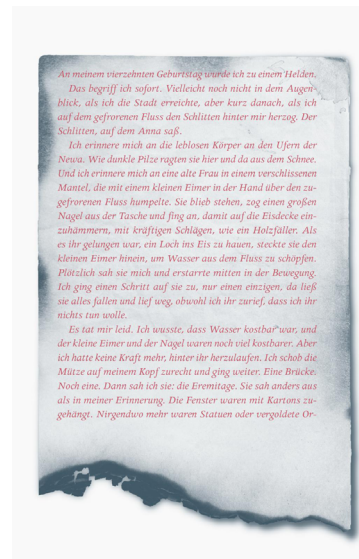 An meinem vierzehnten Geburtstag wurde ich zu einem Helden.
Das begriff ich sofort. Vielleicht noch nicht in dem Augen-
blick, als ich die Stadt erreichte, aber kurz danach, als ich
auf dem gefrorenen Fluss den Schlitten hinter mir herzog. Der
Schlitten, auf dem Anna saß.
Ich erinnere mich an die leblosen Körper an den Ufern der
Newa. Wie dunkle Pilze ragten sie hier und da aus dem Schnee.
Und ich erinnere mich an eine alte Frau in einem verschlissenen
Mantel, die mit einem kleinen Eimer in der Hand über den zu-
gefrorenen Fluss humpelte. Sie blieb stehen, zog einen großen
Nagel aus der Tasche und fing an, damit auf die Eisdecke ein-
zuhämmern, mit kräftigen Schlägen, wie ein Holzfäller. Als
es ihr gelungen war, ein Loch ins Eis zu hauen, steckte sie den
kleinen Eimer hinein, um Wasser aus dem Fluss zu schöpfen.
Plötzlich sah sie mich und erstarrte mitten in der Bewegung.
Ich ging einen Schritt auf sie zu, nur einen einzigen, da ließ
sie alles fallen und lief weg, obwohl ich ihr zurief, dass ich ihr
nichts tun wolle.
Es tat mir leid. Ich wusste, dass Wasser kostbar war, und
der kleine Eimer und der Nagel waren noch viel kostbarer. Aber
ich hatte keine Kraft mehr, hinter ihr herzulaufen. Ich schob die
Mütze auf meinem Kopf zurecht und ging weiter. Eine Brücke.
Noch eine. Dann sah ich sie: die Eremitage. Sie sah anders aus
als in meiner Erinnerung. Die Fenster waren mit Kartons zu-
gehängt. Nirgendwo mehr waren Statuen oder vergoldete Or-